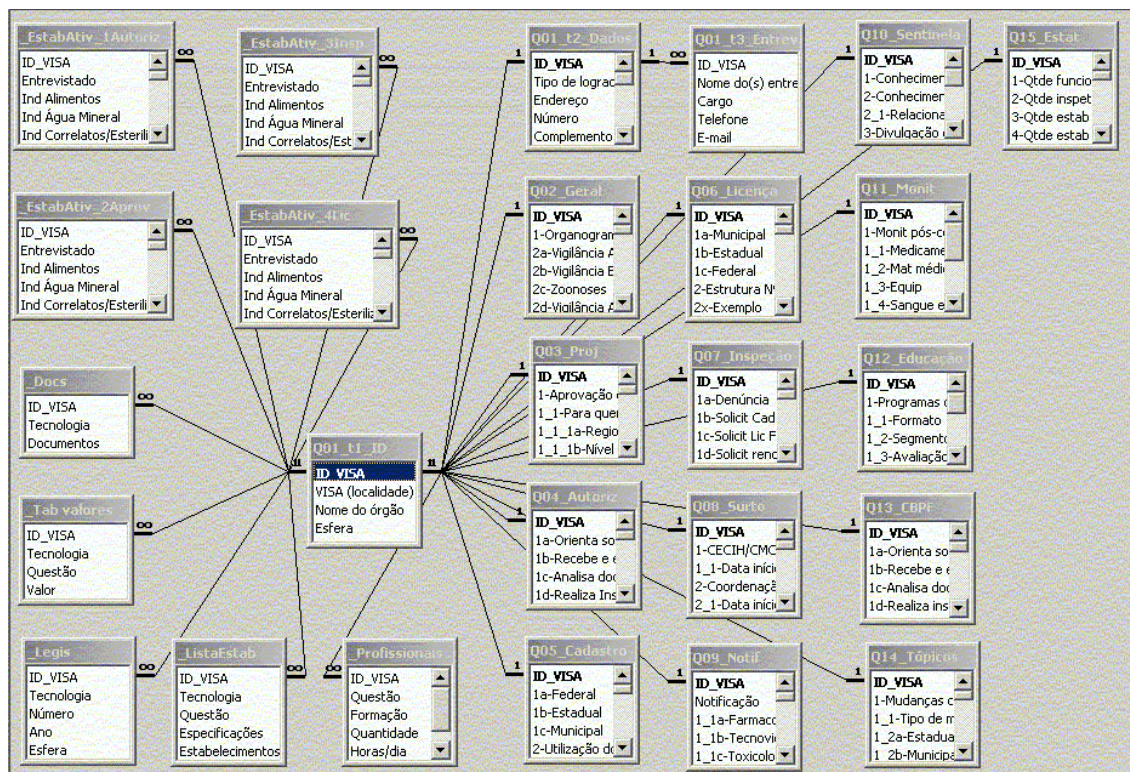 _EstabAtiv_1Autoriz
ID_VISA
Entrevistado
Ind Alimentos
Ind Água Mineral
Ind Correlatos/Esterili
_EstabAtiv_3Insp
ID_VISA
Entrevistado
Ind Alimentos
Ind Água Mineral
Ind Correlatos/Est
Q01_t2_Dados
ID_VISA
Tipo de lograc
Endereço
Número
Complemento
Q01_t3_Entrev
ID_VISA
Nome do(s) entre
Cargo
Telefone
E-mail
Q10_Sentinela
ID_VISA
1-Conhecimen
2-Conhecimen
2_1-Relaciona
3-Divulgação
Q15_Estat
ID_VISA
1-Qtde funcio
2-Qtde inspet
3-Qtde estab
4-Qtde estab
_EstabAtiv_2Aprov
ID_VISA
Entrevistado
Ind Alimentos
Ind Água Mineral
Ind Correlatos/Esterili
_EstabAtiv_4Lic
ID_VISA
Entrevistado
Ind Alimentos
Ind Água Mineral
Ind Correlatos/Esteriliza
Q02_Geral
ID_VISA
1-Organogran
2a-Vigilância A
2b-Vigilância E
2c-Zoonoses
2d-Vigilância A
Q06_Licença
ID_VISA
1a-Municipal
1b-Estadual
1c-Federal
2-Estrutura Nº
2x-Exemplo
Q11_Monit
ID_VISA
1-Monit pós-c
1_1-Medicame
1_2-Mat médi
1_3-Equip
1_4-Sangue e
_Docs
ID_VISA
Tecnologia
Documentos
Q01_t1_ID
ID_VISA
VISA (localidade)
Nome do órgão
Esfera
Q03_Proj
ID_VISA
1-Aprovação
1_1-Para quer
1_1_1a-Regio
1_1_1b-Nível
Q07_Inspeção
ID_VISA
1a-Denúncia
1b-Solicit Cad
1c-Solicit Lic F
1d-Solicit renc
Q12_Educação
ID_VISA
1-Programas c
1_1-Formato
1_2-Segmento
1_3-Avaliação
_Tab valores
ID_VISA
Tecnologia
Questão
Valor
Q04_Autoriz
ID_VISA
1a-Orienta so
1b-Recebe e e
1c-Analisa doc
1d-Realiza Ins
Q08_Surto
ID_VISA
1-CECIH/CMC
1_1-Data iníci
2-Coordenaçã
2_1-Data iníci
Q13_CBPF
ID_VISA
1a-Orienta so
1b-Recebe e e
1c-Analisa doc
1d-Realiza ins
_Legis
ID_VISA
Tecnologia
Número
Ano
Esfera
_ListaEstab
ID_VISA
Tecnologia
Questão
Especificações
Estabelecimentos
_Profissionais
ID_VISA
Questão
Formação
Quantidade
Horas/dia
Q05_Cadastro
ID_VISA
1a-Federal
1b-Estadual
1c-Municipal
2-Utilização do
Q09_Notif
ID_VISA
Notificação
1_1a-Farmaco
1_1b-Tecnovi
1_1c-Toxicolo
Q14_Tópicos
ID_VISA
1-Mudanças c
1_1-Tipo de m
1_2a-Estadua
1_2b-Municipa